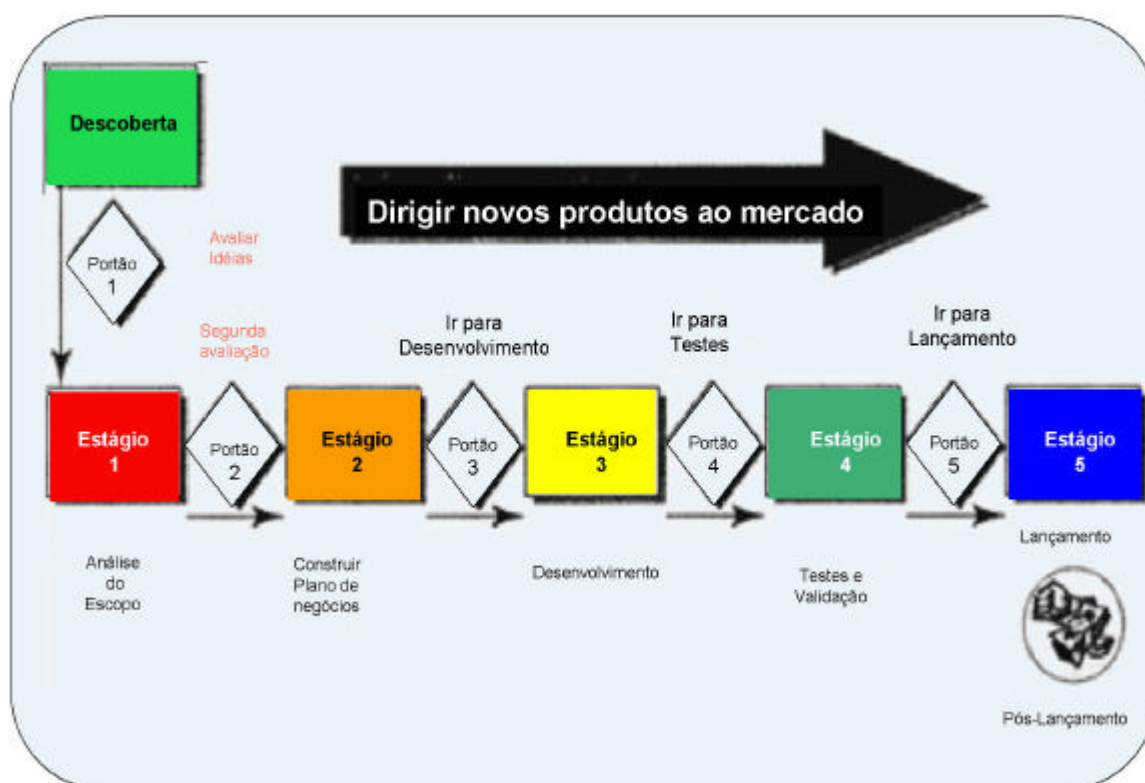 Descoberta
Dirigir novos produtos ao mercado
Portão
1
Avaliar
Idéias
Segunda
avaliação
Ir para
Desenvolvimento
Ir para
Testes
Ir para
Lançamento
Estágio
1
Portão
2
Estágio
2
Portão
3
Estágio
3
Portão
4
Estágio
4
Portão
5
Estágio
5
Análise
do
Escopo
Construir
Plano de
negócios
Desenvolvimento
Testes e
Validação
Lançamento
Pós-Lançamento